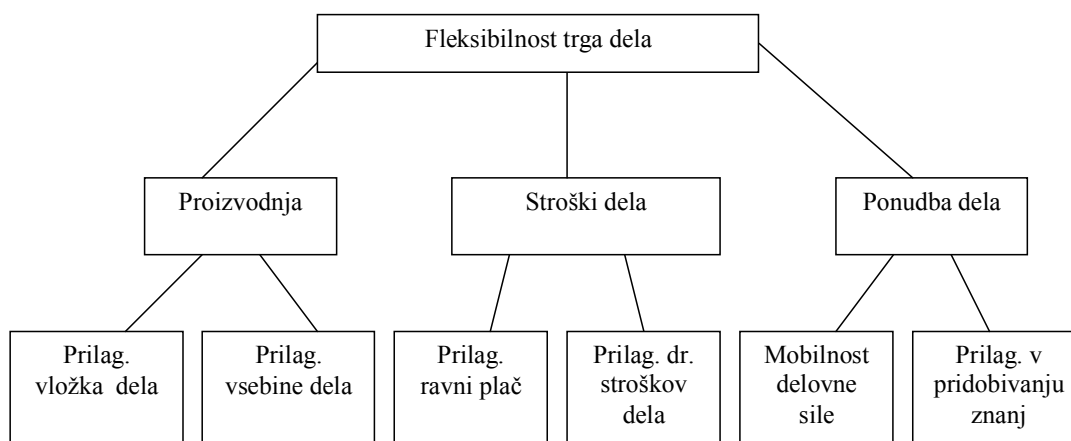 Fleksibilnost trga dela
Proizvodnja
Stroški dela
Ponudba dela
Prilag.
vložka dela
Prilag.
vsebine dela
Prilag.
ravni plač
Prilag. dr.
stroškov
dela
Mobilnost
delovne
sile
Prilag. v
pridobivanju
znanj